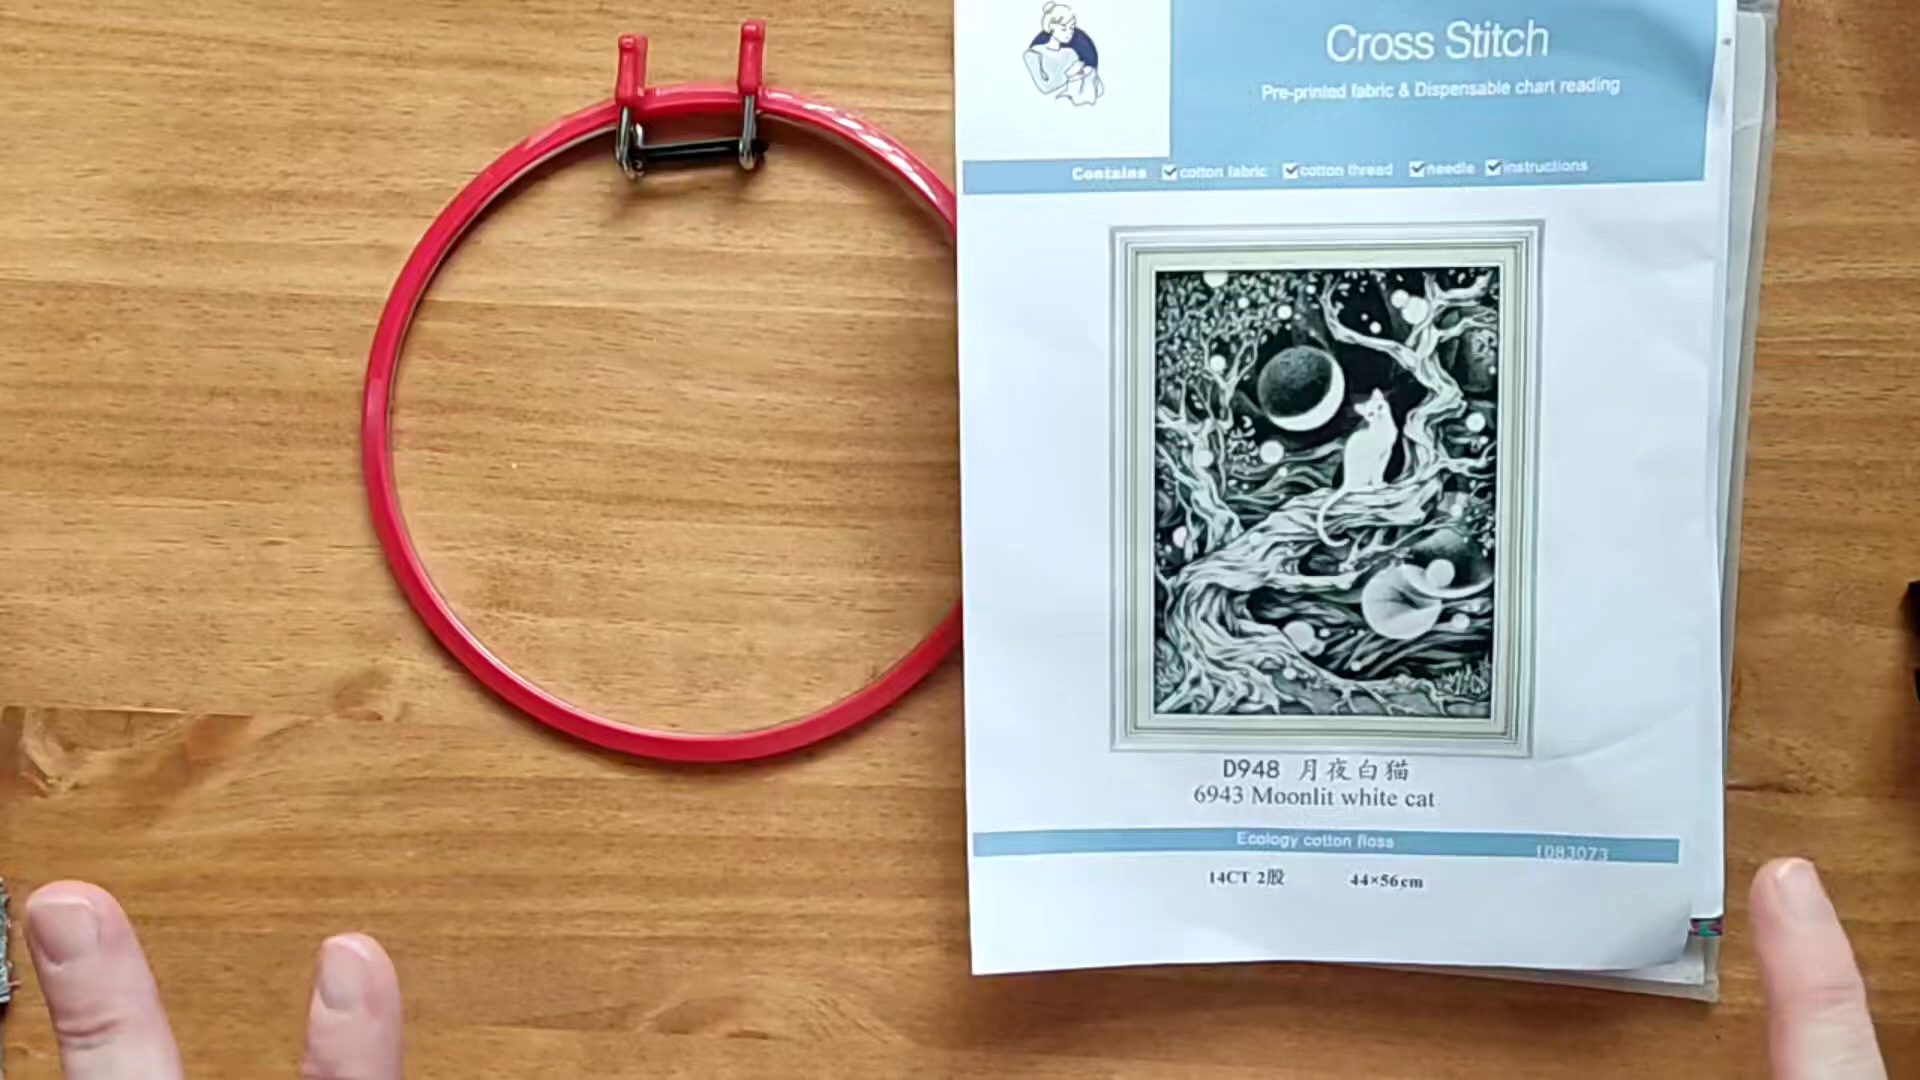 Cross Stitch
Pre-printed fabric & Dispensable chart reading
Contains cotton fabric cotton thread needle instructions
D948 月夜白猫
6943 Moonlit white cat
Ecology cotton floss 1083073
14CT 2股 44×56cm